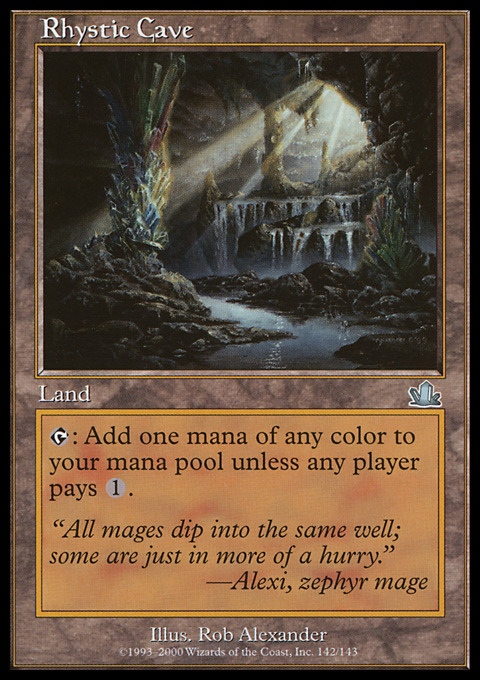 Rhystic Cave
Land
: Add one mana of any color to
your mana pool unless any player
pays 1.
“All mages dip into the same well;
some are just in more of a hurry.”
—Alexi, zephyr mage
Illus. Rob Alexander
©1993–2000 Wizards of the Coast, Inc. 142/143